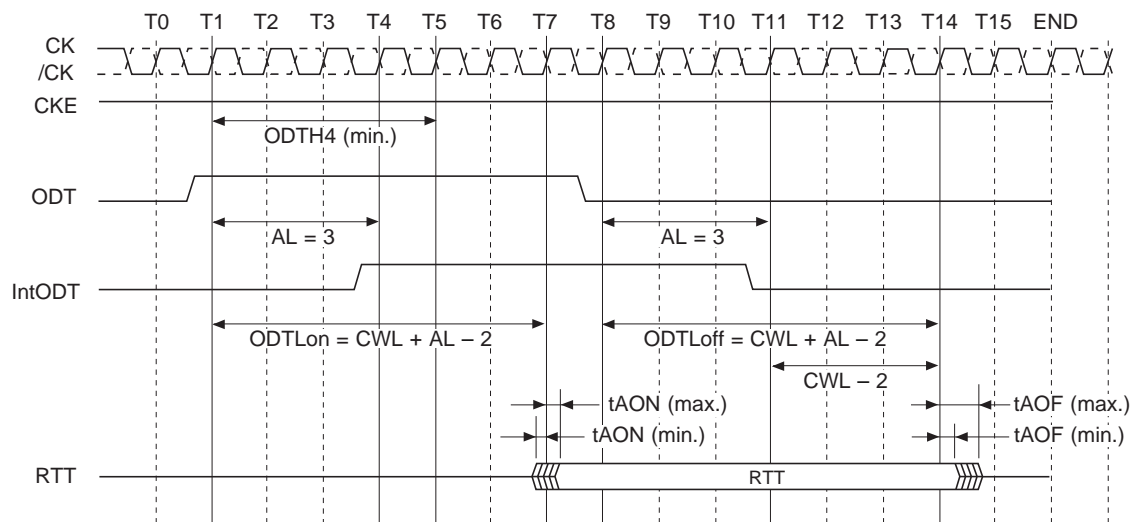 T0 T1 T2 T3 T4 T5 T6 T7 T8 T9 T10 T11 T12 T13 T14 T15 END
CK
/CK
CKE
ODTH4 (min.)
ODT
AL = 3 AL = 3
IntODT
ODTLon = CWL + AL – 2 ODTLoff = CWL + AL – 2
CWL – 2
tAON (max.) tAOF (max.)
tAON (min.) tAOF (min.)
RTT RTT